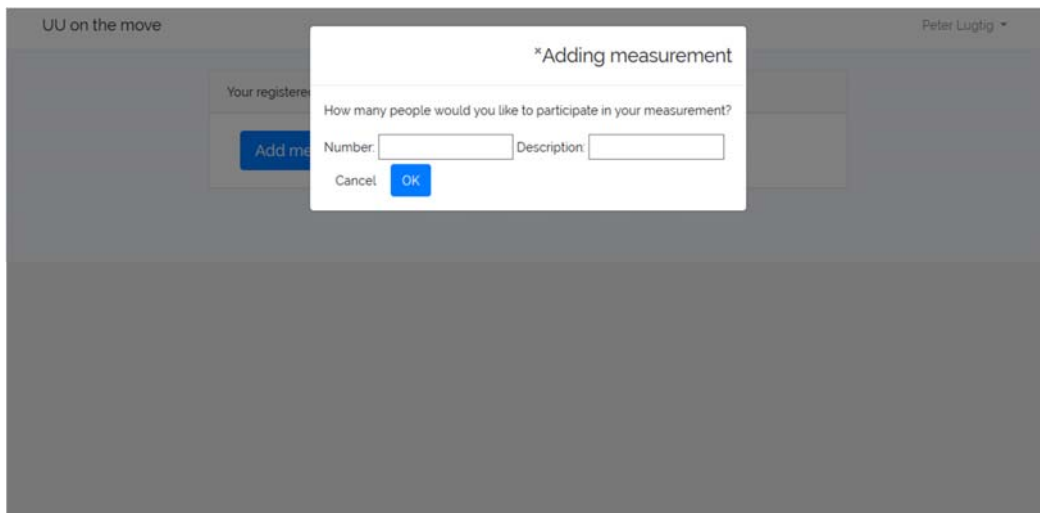 UU on the move
Peter Lugtig
×Adding measurement
Your registere
How many people would you like to participate in your measurement?
Add me
Number: Description:
Cancel OK